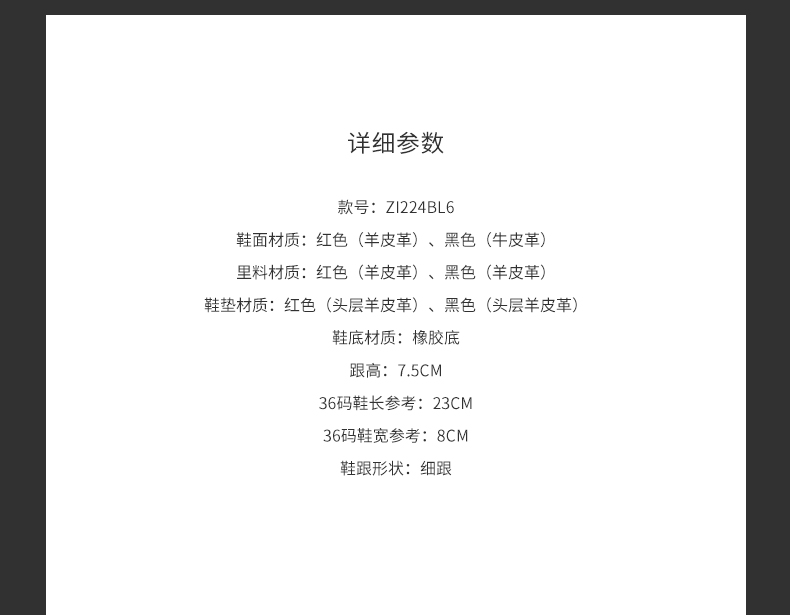 详细参数
款号：ZI224BL6
鞋面材质：红色（羊皮革）、黑色（牛皮革）
里料材质：红色（羊皮革）、黑色（羊皮革）
鞋垫材质：红色（头层羊皮革）、黑色（头层羊皮革）
鞋底材质：橡胶底
跟高：7.5CM
36码鞋长参考：23CM
36码鞋宽参考：8CM
鞋跟形状：细跟